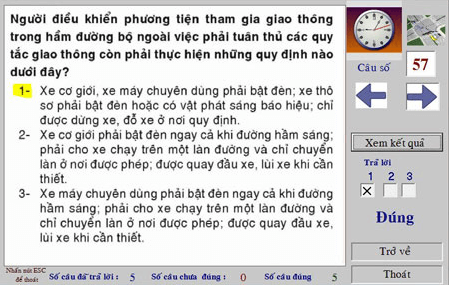 Người điều khiển phương tiện tham gia giao thông
trong hầm đường bộ ngoài việc phải tuân thủ các quy
tắc giao thông còn phải thực hiện những quy định nào
dưới đây?
1- Xe cơ giới, xe máy chuyên dùng phải bật đèn; xe thô
sơ phải bật đèn hoặc có vật phát sáng báo hiệu; chỉ
được dừng xe, đỗ xe ở nơi quy định.
2- Xe cơ giới phải bật đèn ngay cả khi đường hầm sáng;
phải cho xe chạy trên một làn đường và chỉ chuyển
làn ở nơi được phép; được quay đầu xe, lùi xe khi cần
thiết.
3- Xe máy chuyên dùng phải bật đèn ngay cả khi đường
hầm sáng; phải cho xe chạy trên một làn đường và
chỉ chuyển làn ở nơi được phép; được quay đầu xe,
lùi xe khi cần thiết.
Câu số 57
Xem kết quả
Trả lời
1 2 3
Đúng
Trở về
Thoát
Nhấn nút ESC
để thoát
Số câu đã trả lời : 5 Số câu chưa đúng : 0 Số câu đúng 5